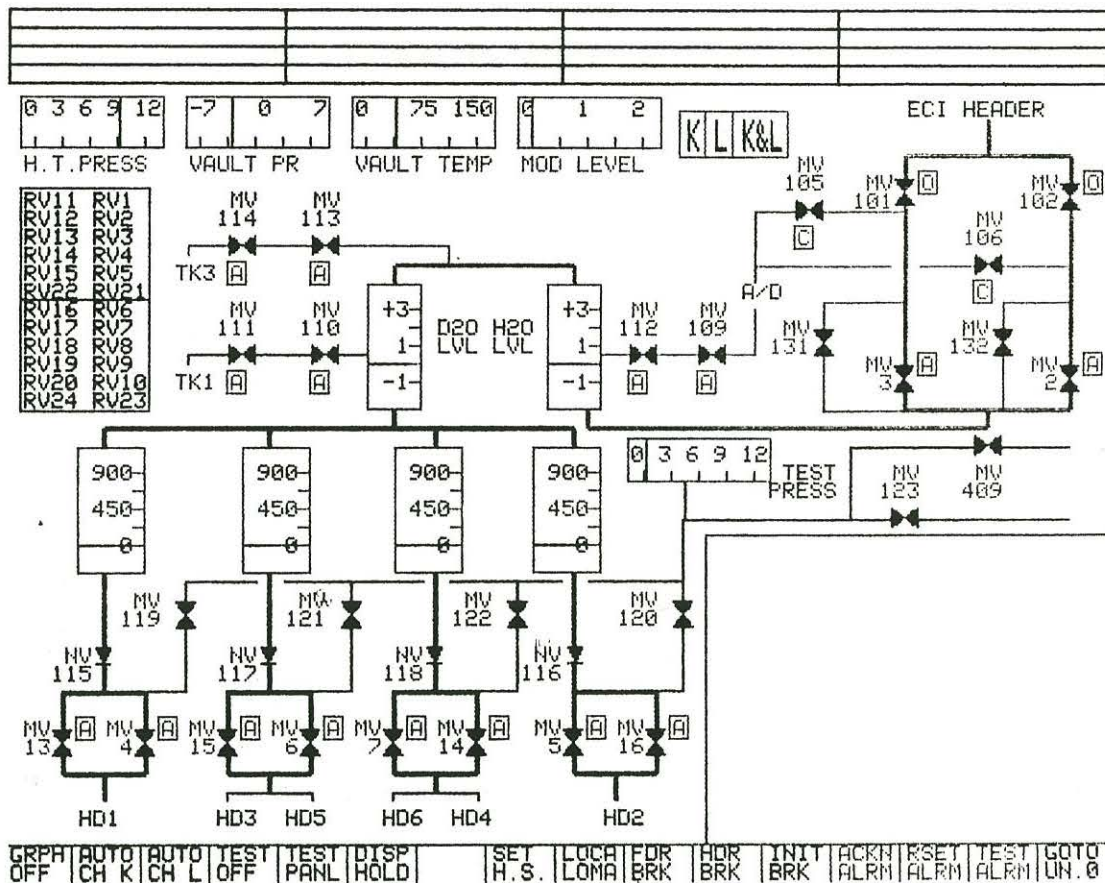 0 3 6 9 12
H.T.PRESS
-7 0 7
VAULT PR
0 75 150
VAULT TEMP
0 1 2
MOD LEVEL
K L K&L
ECI HEADER
RV11 RV1
RV12 RV2
RV13 RV3
RV14 RV4
RV15 RV5
RV22 RV21
RV16 RV6
RV17 RV7
RV18 RV8
RV19 RV9
RV20 RV10
RV24 RV23
MV
114
A
MV
113
A
TK3
MV
111
A
MV
110
A
TK1
+3
1
-1
D2O H2O
LVL LVL
+3
1
-1
MV
112
A
MV
109
A
A/D
MV
105
C
MV
101
O
MV
102
O
MV
106
C
MV
131
MV
132
MV
3
A
MV
2
A
900
450
0
900
450
0
900
450
0
900
450
0
0 3 6 9 12
TEST
PRESS
MV
123
MV
409
MV
119
MV
121
MV
122
MV
120
NV
115
NV
117
NV
118
NV
116
MV
13
A
MV
4
A
MV
15
A
MV
6
A
MV
7
A
MV
14
A
MV
5
A
MV
16
A
HD1
HD3 HD5
HD6 HD4
HD2
GRPH AUTO AUTO TEST TEST DISP SET LOCA FDR HDR INIT ACKN RSET TEST GOTO
OFF CH K CH L OFF PANL HOLD H.S. LOMA BRK BRK BRK ALRM ALRM ALRM UN.0